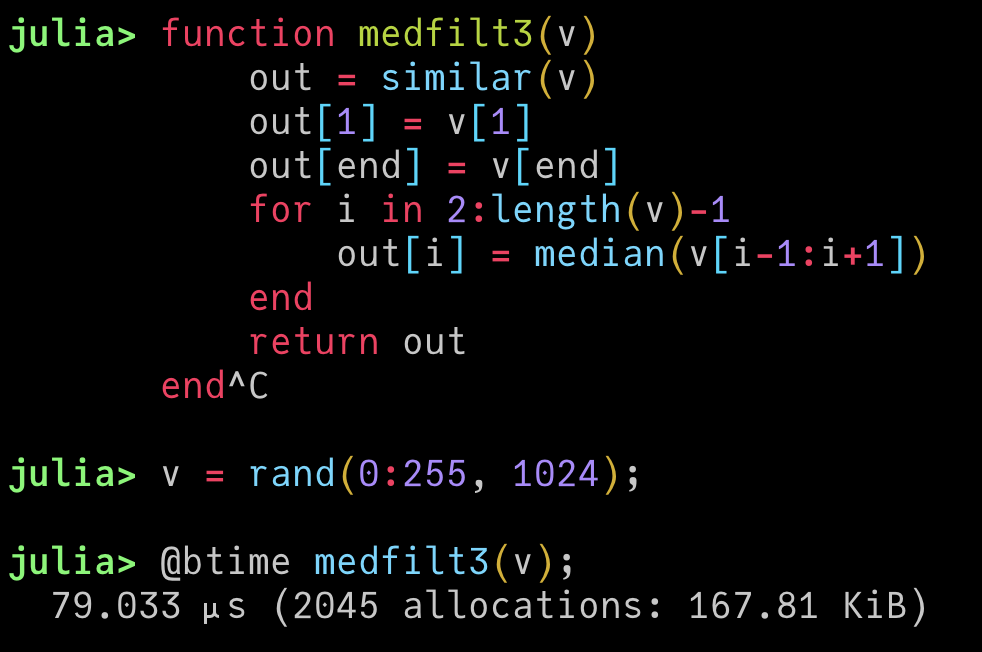 julia> function medfilt3(v)
           out = similar(v)
           out[1] = v[1]
           out[end] = v[end]
           for i in 2:length(v)-1
               out[i] = median(v[i-1:i+1])
           end
           return out
       end^C
julia> v = rand(0:255, 1024);
julia> @btime medfilt3(v);
  79.033 μs (2045 allocations: 167.81 KiB)